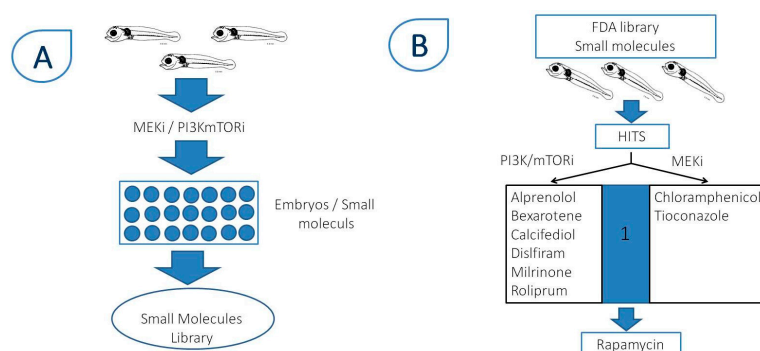 A
MEKi / PI3KmTORi
Embryos / Small
moleculs
Small Molecules
Library
B
FDA library
Small molecules
HITS
PI3K/mTORi
MEKi
Alprenolol
Bexarotene
Calcifediol
Dislfiram
Milrinone
Roliprum
1
Chloramphenicol
Tioconazole
Rapamycin